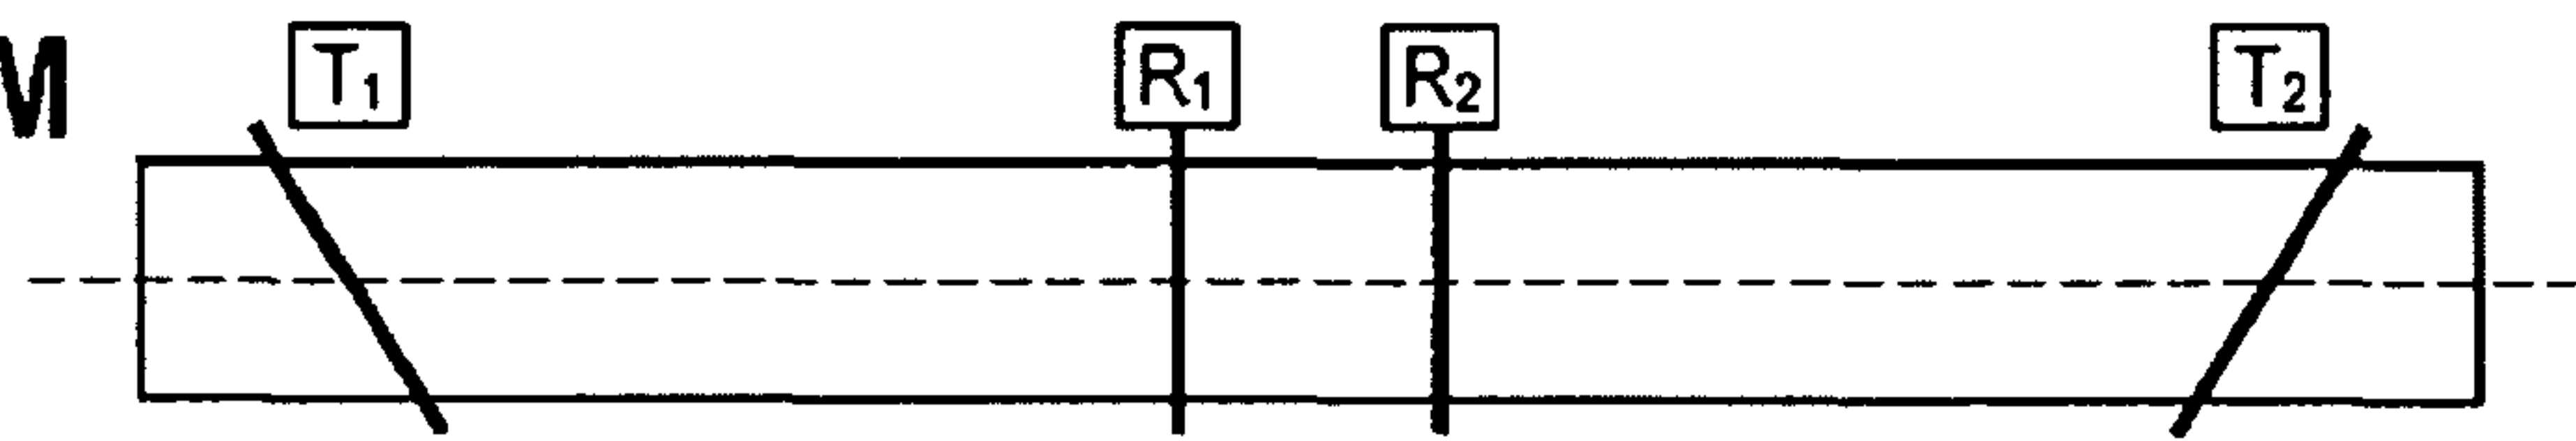 M T₁ R₁ R₂ T₂